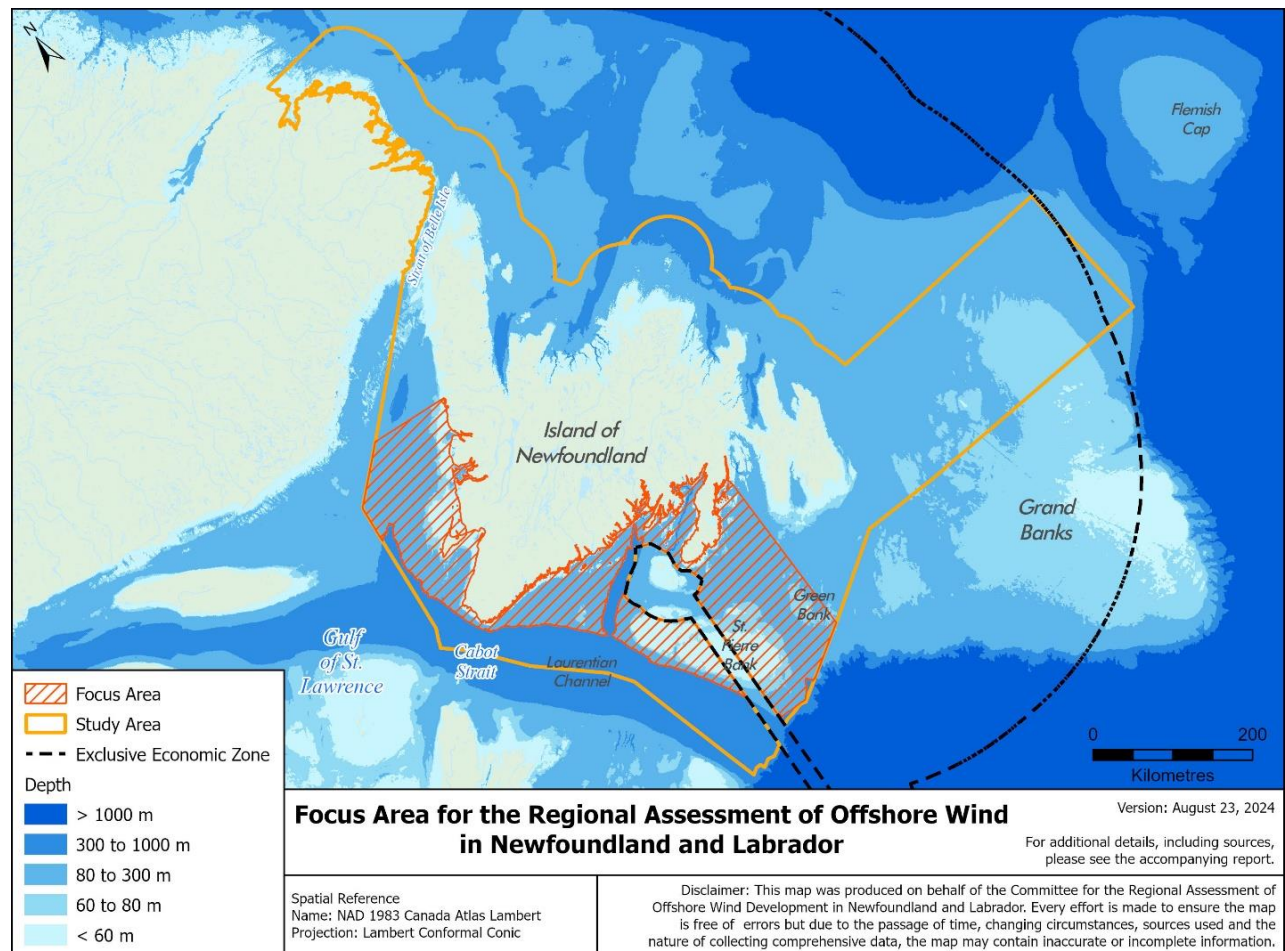 N
Flemish
Cap
Strait of Belle Isle
Island of
Newfoundland
Grand
Banks
Green
Bank
St.
Pierre
Bank
Gulf
of St.
Lawrence
Cabot
Strait
Laurentian
Channel
0 200
Kilometres
Focus Area
Study Area
Exclusive Economic Zone
Depth
> 1000 m
300 to 1000 m
80 to 300 m
60 to 80 m
< 60 m
Focus Area for the Regional Assessment of Offshore Wind
in Newfoundland and Labrador
Version: August 23, 2024
For additional details, including sources,
please see the accompanying report.
Spatial Reference
Name: NAD 1983 Canada Atlas Lambert
Projection: Lambert Conformal Conic
Disclaimer: This map was produced on behalf of the Committee for the Regional Assessment of
Offshore Wind Development in Newfoundland and Labrador. Every effort is made to ensure the map
is free of errors but due to the passage of time, changing circumstances, sources used and the
nature of collecting comprehensive data, the map may contain inaccurate or incomplete information.